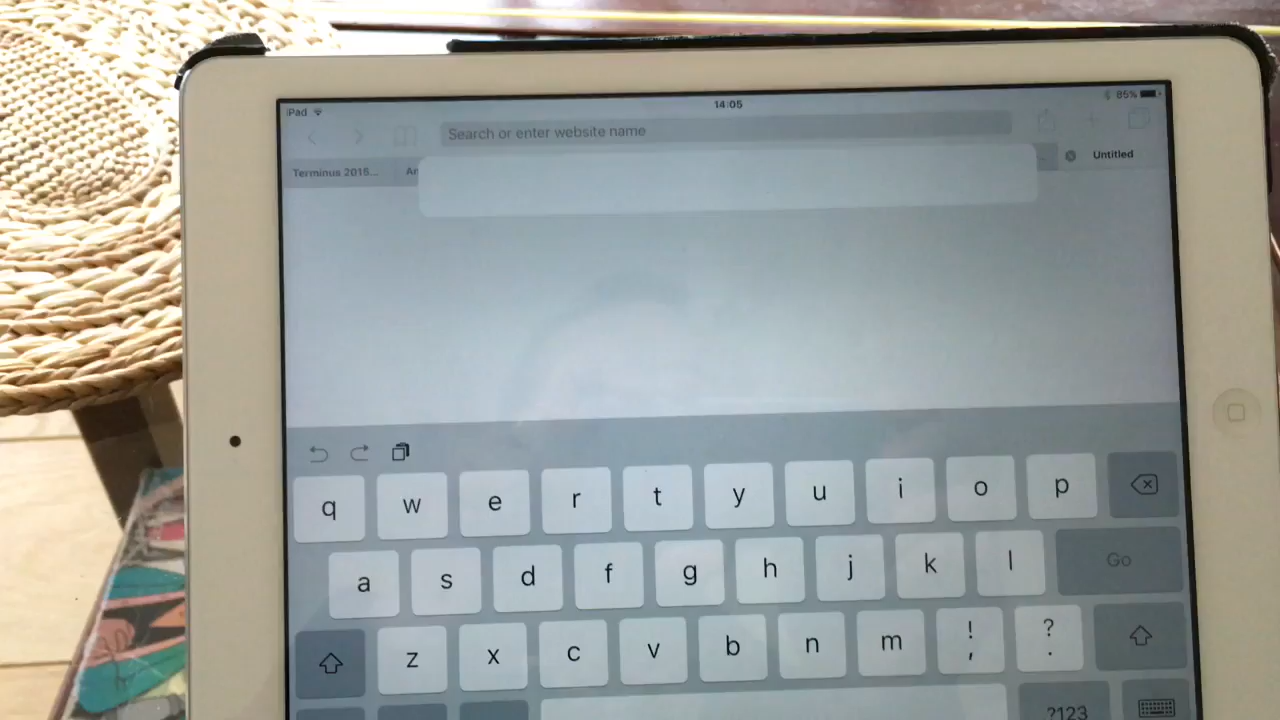 iPad 14:05 85%
Search or enter website name
Terminus 2015... Untitled
q w e r t y u i o p
a s d f g h j k l Go
z x c v b n m ! , ? .
?123